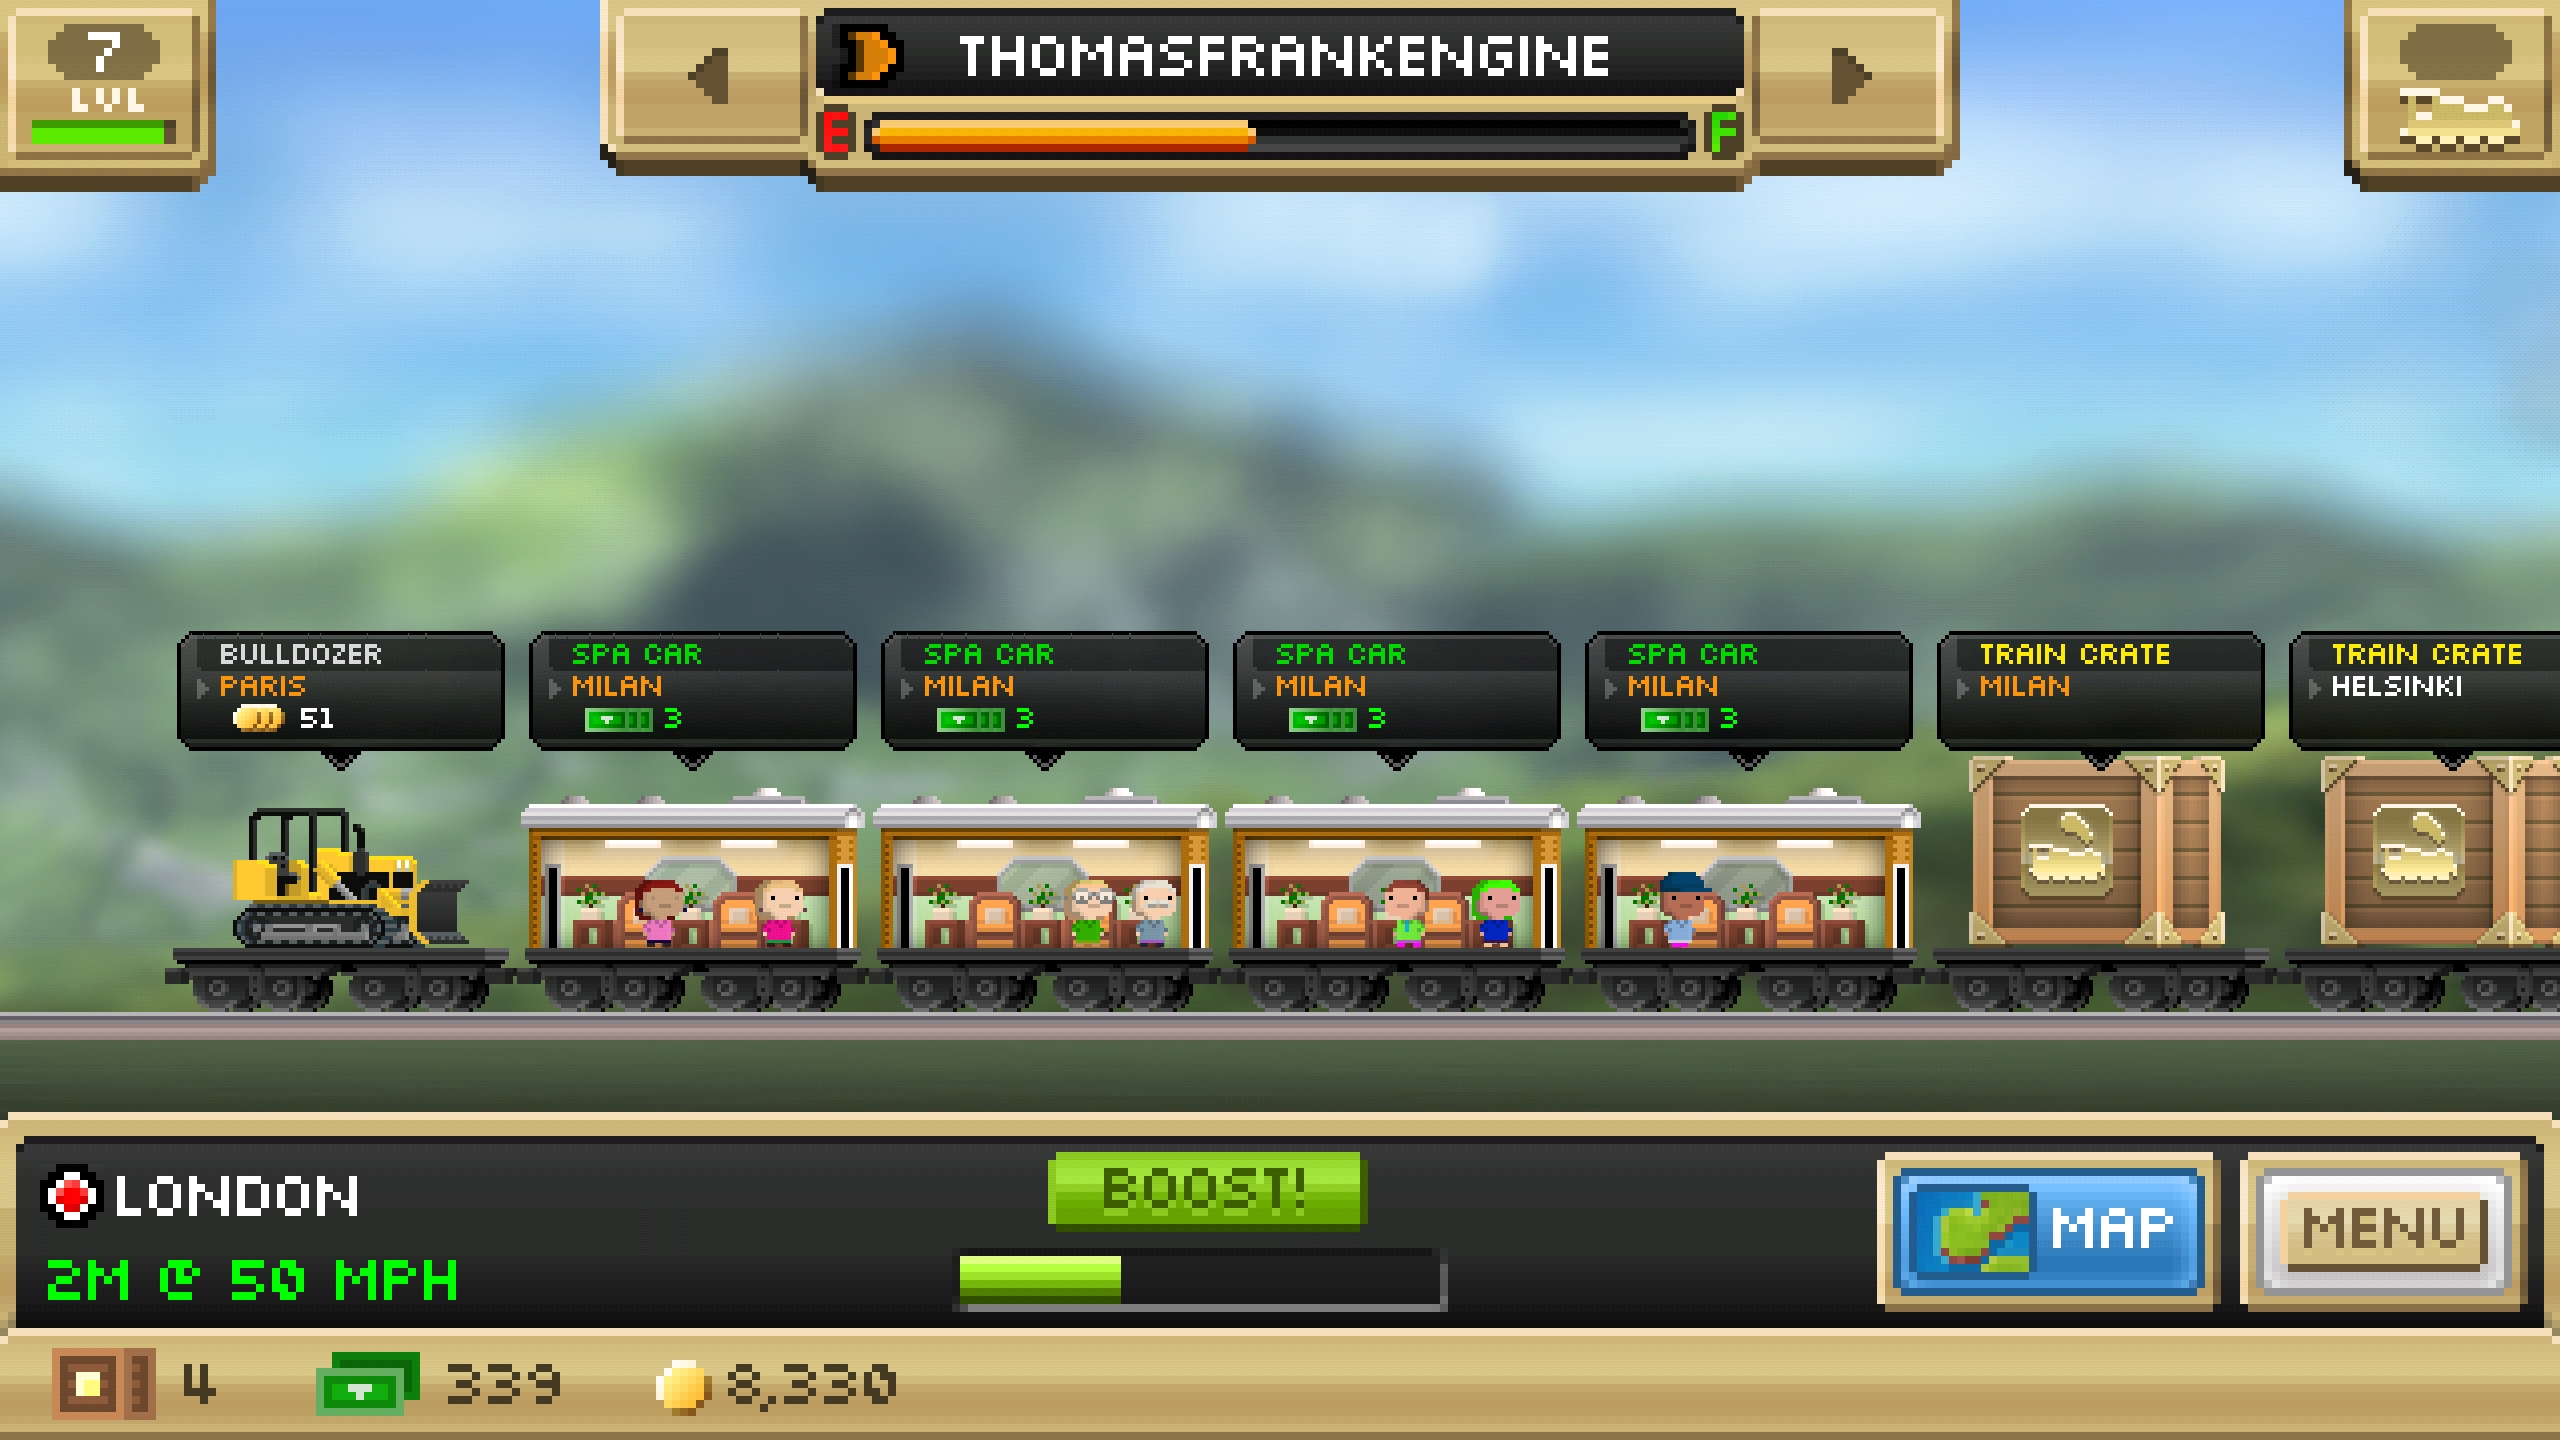 7
LVL
THOMASFRANKENGINE
E F
BULLDOZER
PARIS
51
SPA CAR
MILAN
3
SPA CAR
MILAN
3
SPA CAR
MILAN
3
SPA CAR
MILAN
3
TRAIN CRATE
MILAN
TRAIN CRATE
HELSINKI
LONDON
2M @ 50 MPH
BOOST!
MAP
MENU
4 339 8,330